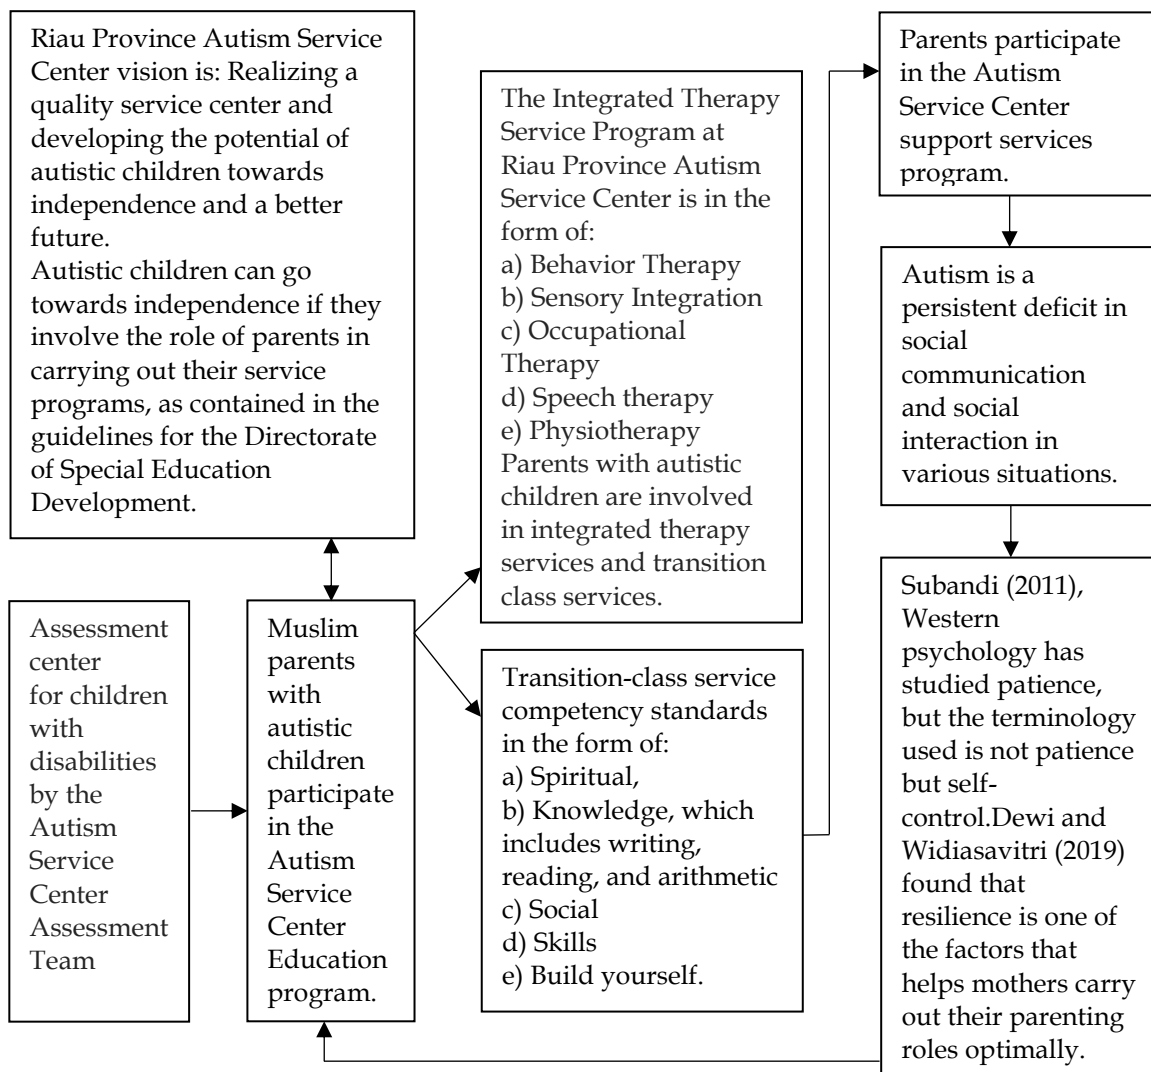 Riau Province Autism Service
Center vision is: Realizing a
quality service center and
developing the potential of
autistic children towards
independence and a better
future.
Autistic children can go
towards independence if they
involve the role of parents in
carrying out their service
programs, as contained in the
guidelines for the Directorate
of Special Education
Development.
Assessment
center
for children
with
disabilities
by the
Autism
Service
Center
Assessment
Team
Muslim
parents
with
autistic
children
participate
in the
Autism
Service
Center
Education
program.
The Integrated Therapy
Service Program at
Riau Province Autism
Service Center is in the
form of:
a) Behavior Therapy
b) Sensory Integration
c) Occupational
Therapy
d) Speech therapy
e) Physiotherapy
Parents with autistic
children are involved
in integrated therapy
services and transition
class services.
Transition-class service
competency standards
in the form of:
a) Spiritual,
b) Knowledge, which
includes writing,
reading, and arithmetic
c) Social
d) Skills
e) Build yourself.
Parents participate
in the Autism
Service Center
support services
program.
Autism is a
persistent deficit in
social
communication
and social
interaction in
various situations.
Subandi (2011),
Western
psychology has
studied patience,
but the terminology
used is not patience
but self-
control.Dewi and
Widiasavitri (2019)
found that
resilience is one of
the factors that
helps mothers carry
out their parenting
roles optimally.